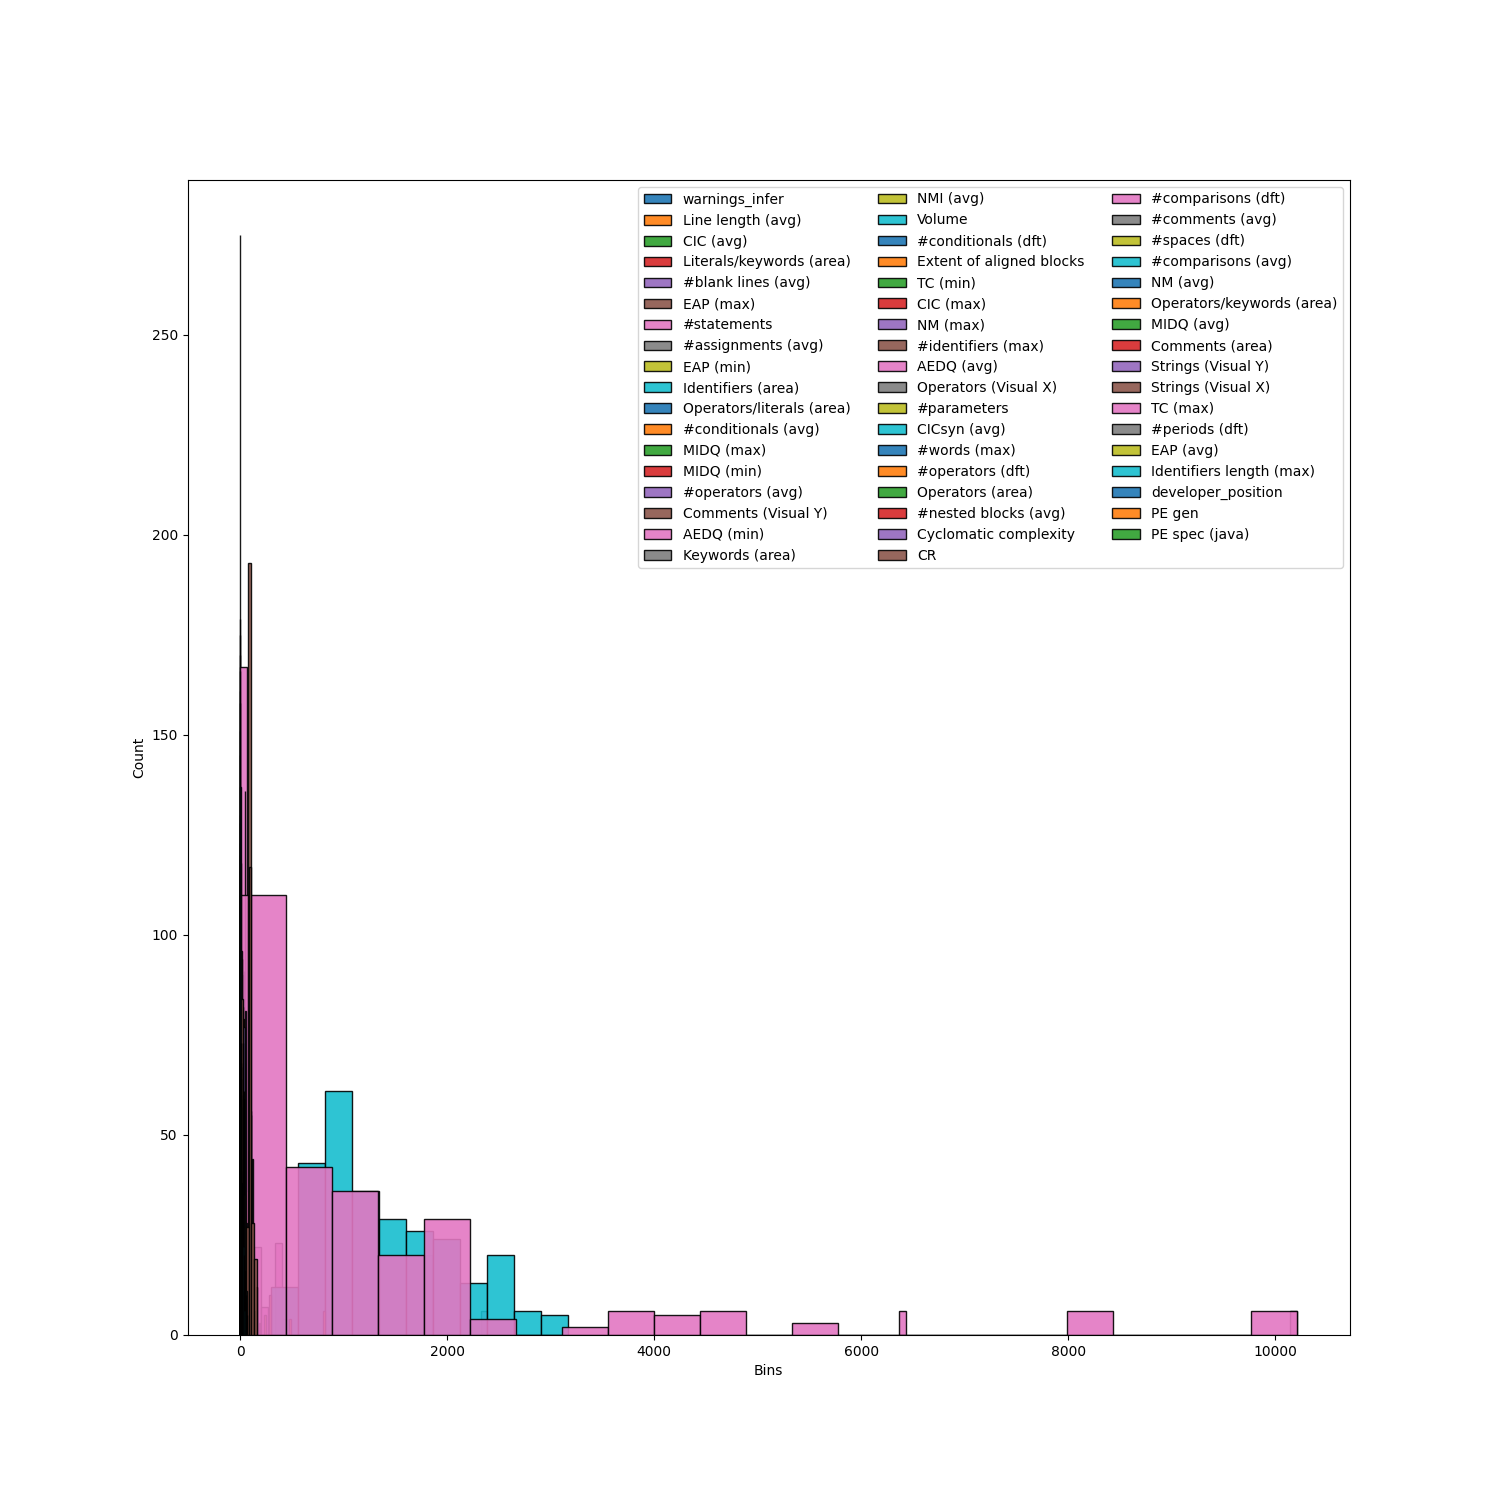 warnings_infer
Line length (avg)
CIC (avg)
Literals/keywords (area)
#blank lines (avg)
EAP (max)
#statements
#assignments (avg)
EAP (min)
Identifiers (area)
Operators/literals (area)
#conditionals (avg)
MIDQ (max)
MIDQ (min)
#operators (avg)
Comments (Visual Y)
AEDQ (min)
Keywords (area)
NMI (avg)
Volume
#conditionals (dft)
Extent of aligned blocks
TC (min)
CIC (max)
NM (max)
#identifiers (max)
AEDQ (avg)
Operators (Visual X)
#parameters
CICsyn (avg)
#words (max)
#operators (dft)
Operators (area)
#nested blocks (avg)
Cyclomatic complexity
CR
#comparisons (dft)
#comments (avg)
#spaces (dft)
#comparisons (avg)
NM (avg)
Operators/keywords (area)
MIDQ (avg)
Comments (area)
Strings (Visual Y)
Strings (Visual X)
TC (max)
#periods (dft)
EAP (avg)
Identifiers length (max)
developer_position
PE gen
PE spec (java)
250
200
150
100
50
0
Count
0 2000 4000 6000 8000 10000
Bins